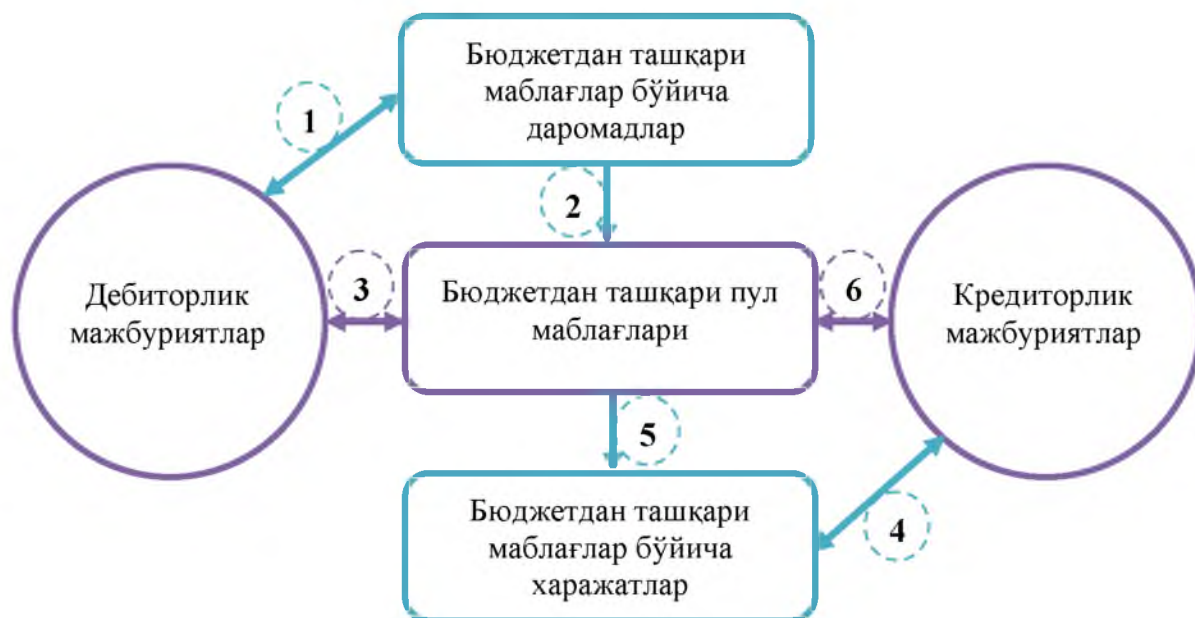 Бюджетдан ташқари
маблағлар бўйича
даромадлар
1
2
Дебиторлик
мажбуриятлар
3
Бюджетдан ташқари пул
маблағлари
6
Кредиторлик
мажбуриятлар
5
Бюджетдан ташқари
маблағлар бўйича
харажатлар
4